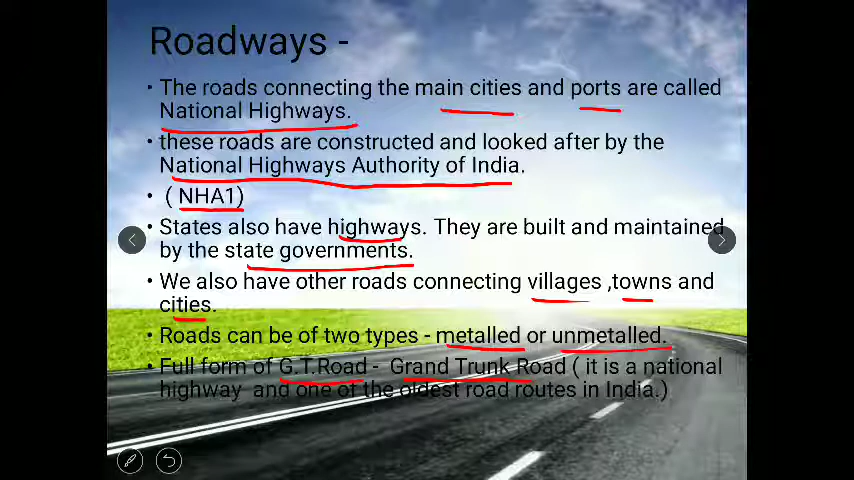 Roadways -
• The roads connecting the main cities and ports are called
National Highways.
• these roads are constructed and looked after by the
National Highways Authority of India.
• ( NHA1)
• States also have highways. They are built and maintained
by the state governments.
• We also have other roads connecting villages ,towns and
cities.
• Roads can be of two types - metalled or unmetalled.
• Full form of G.T.Road - Grand Trunk Road ( it is a national
highway and one of the oldest road routes in India.)